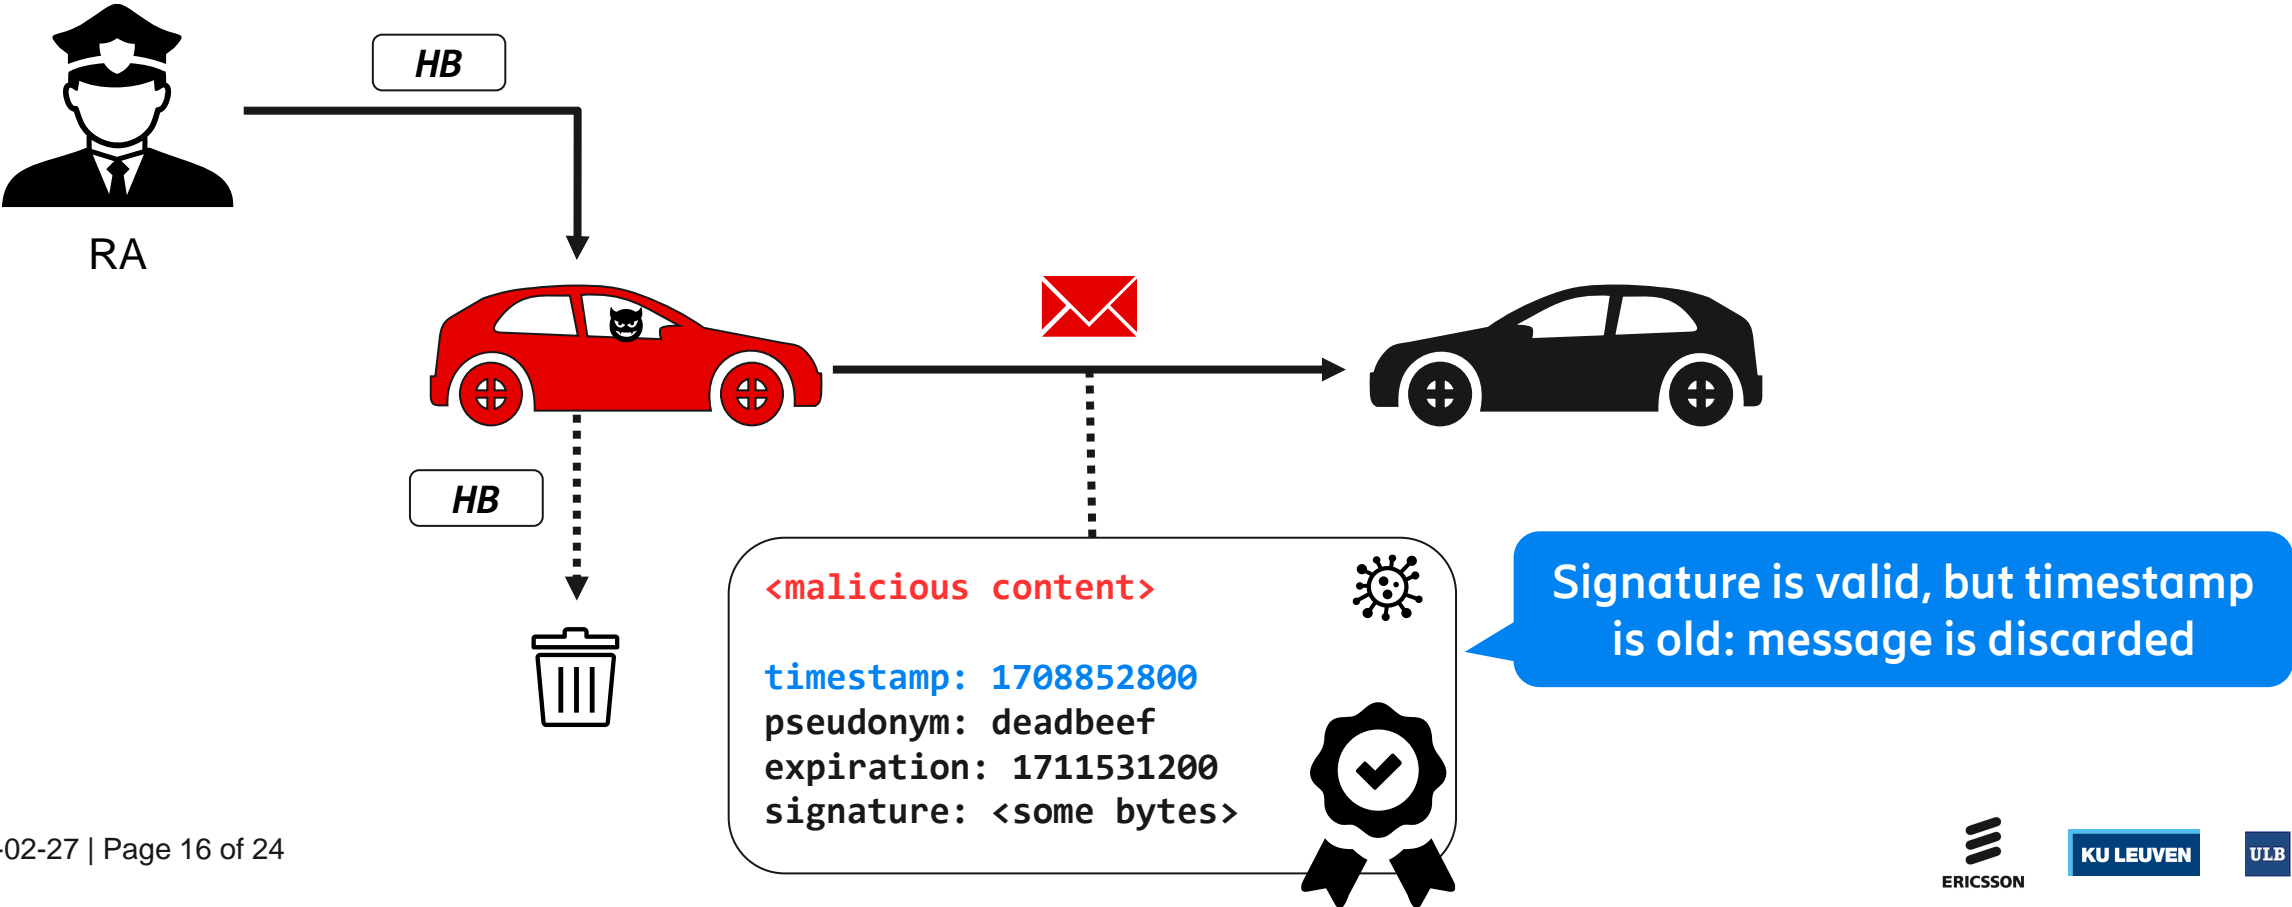 HB
RA
HB
<malicious content>
timestamp: 1708852800
pseudonym: deadbeef
expiration: 1711531200
signature: <some bytes>
Signature is valid, but timestamp
is old: message is discarded
-02-27 | Page 16 of 24
ERICSSON
KU LEUVEN
ULB